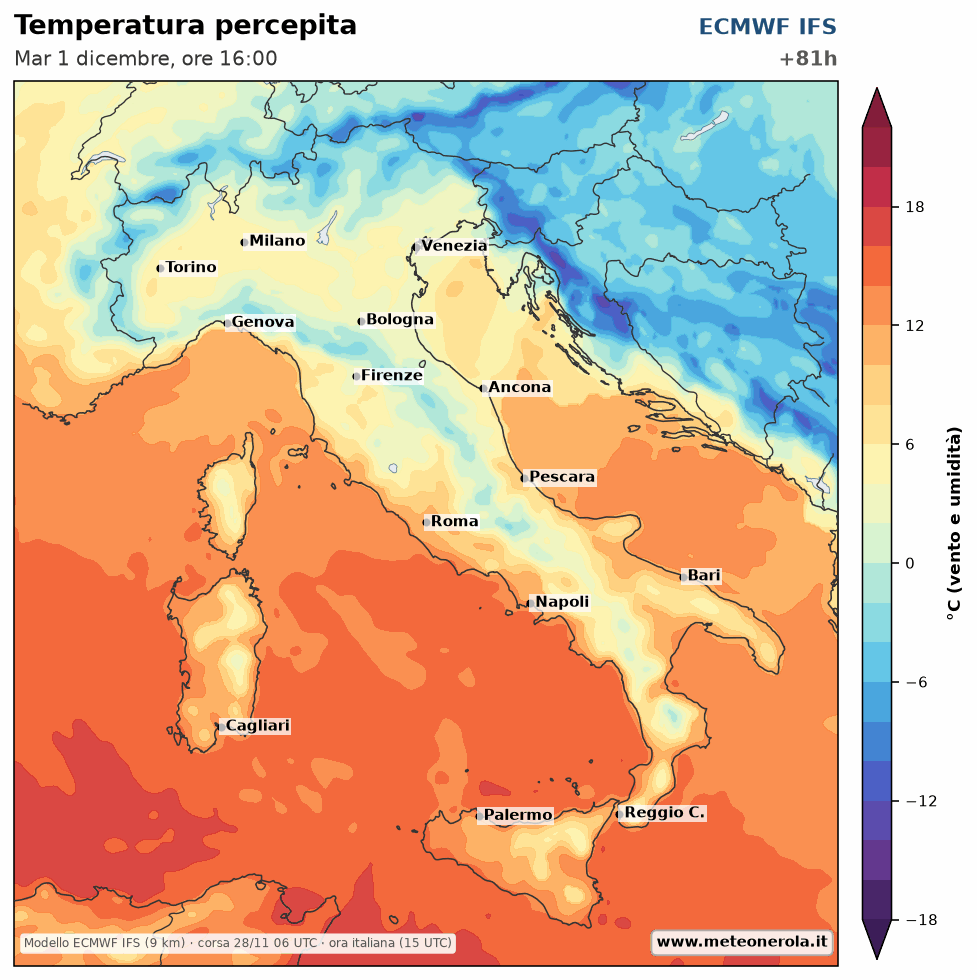 Temperatura percepita
ECMWF IFS
Mar 1 dicembre, ore 16:00
+81h
Milano
Venezia
Torino
Genova
Bologna
Firenze
Ancona
Pescara
Roma
Bari
Napoli
Cagliari
Palermo
Reggio C.
18
12
6
0
−6
−12
−18
°C (vento e umidità)
Modello ECMWF IFS (9 km) · corsa 28/11 06 UTC · ora italiana (15 UTC)
www.meteonerola.it